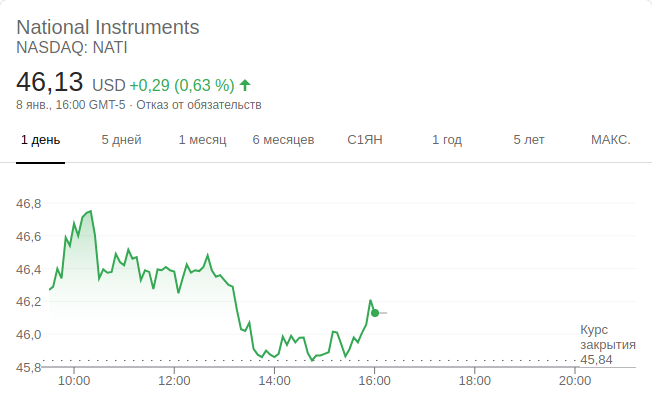 National Instruments
NASDAQ: NATI
46,13 USD +0,29 (0,63 %)
8 янв., 16:00 GMT-5 · Отказ от обязательств
1 день 5 дней 1 месяц 6 месяцев С1ЯН 1 год 5 лет МАКС.
46,8
46,6
46,4
46,2
46,0
45,8
Курс
закрытия
45,84
10:00 12:00 14:00 16:00 18:00 20:00